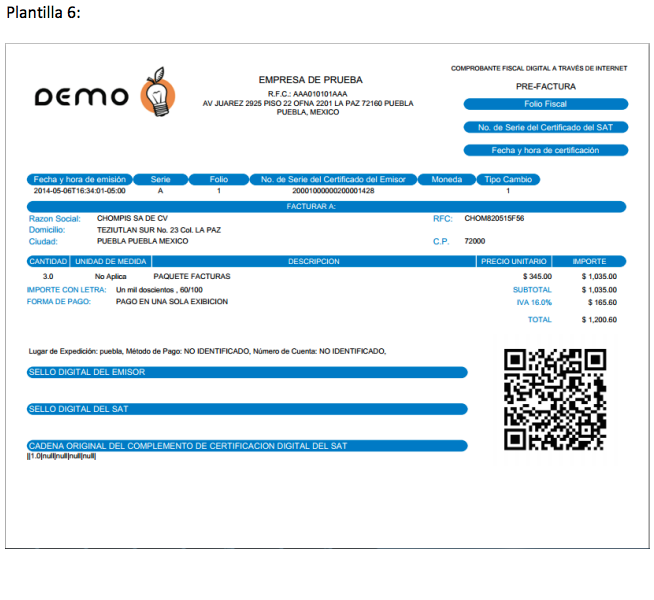 Plantilla 6:
DEMO
EMPRESA DE PRUEBA
R.F.C.: AAA010101AAA
AV JUAREZ 2925 PISO 22 OFNA 2201 LA PAZ 72160 PUEBLA
PUEBLA, MEXICO
COMPROBANTE FISCAL DIGITAL A TRAVÉS DE INTERNET
PRE-FACTURA
Folio Fiscal
No. de Serie del Certificado del SAT
Fecha y hora de certificación
Fecha y hora de emisión Serie Folio No. de Serie del Certificado del Emisor Moneda Tipo Cambio
2014-05-06T16:34:01-05:00 A 1 20001000000200001428 1
FACTURAR A:
Razon Social: CHOMPIS SA DE CV RFC: CHOM820515F56
Domicilio: TEZIUTLAN SUR No. 23 Col. LA PAZ
Ciudad: PUEBLA PUEBLA MEXICO C.P. 72000
CANTIDAD UNIDAD DE MEDIDA DESCRIPCION PRECIO UNITARIO IMPORTE
3.0 No Aplica PAQUETE FACTURAS $ 345.00 $ 1,035.00
IMPORTE CON LETRA: Un mil doscientos , 60/100 SUBTOTAL $ 1,035.00
FORMA DE PAGO: PAGO EN UNA SOLA EXIBICION IVA 16.0% $ 165.60
TOTAL $ 1,200.60
Lugar de Expedición: puebla, Método de Pago: NO IDENTIFICADO, Número de Cuenta: NO IDENTIFICADO,
SELLO DIGITAL DEL EMISOR
SELLO DIGITAL DEL SAT
CADENA ORIGINAL DEL COMPLEMENTO DE CERTIFICACION DIGITAL DEL SAT
||1.0|null|null|null|null|